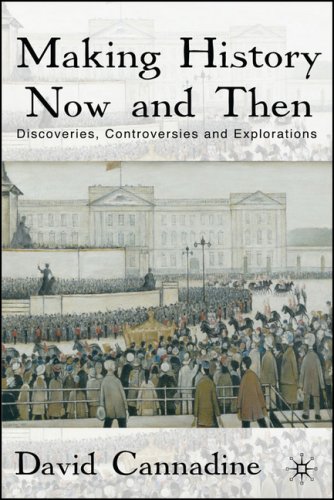 Making History
Now and Then
Discoveries, Controversies and Explorations
David Cannadine